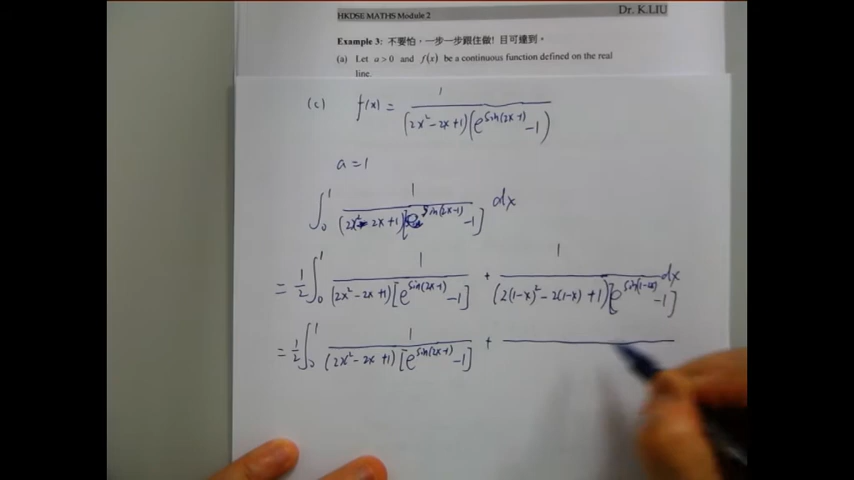 HKDSE MATHS Module 2 Dr. K.LIU
Example 3: 不要怕，一步一步跟住做! 目可達到。
(a) Let a > 0 and f(x) be a continuous function defined on the real
line.
(c) f(x) = 1/((2x²-2x+1)(e^sin(2x-1) -1))
a = 1
∫₀¹ 1/((2x²-2x+1)[e^sin(2x-1) -1]) dx
= 1/2 ∫₀¹ 1/((2x²-2x+1)[e^sin(2x-1) -1]) + 1/((2(1-x)²-2(1-x)+1)[e^sin(1-2x) -1]) dx
= 1/2 ∫₀¹ 1/((2x²-2x+1)[e^sin(2x-1) -1]) +